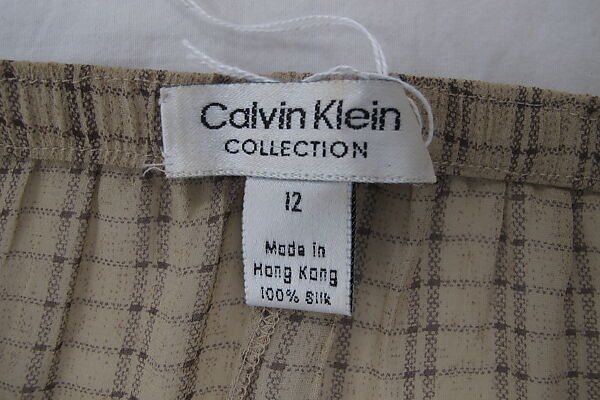 Calvin Klein
COLLECTION
12
Made in
Hong Kong
100% Silk